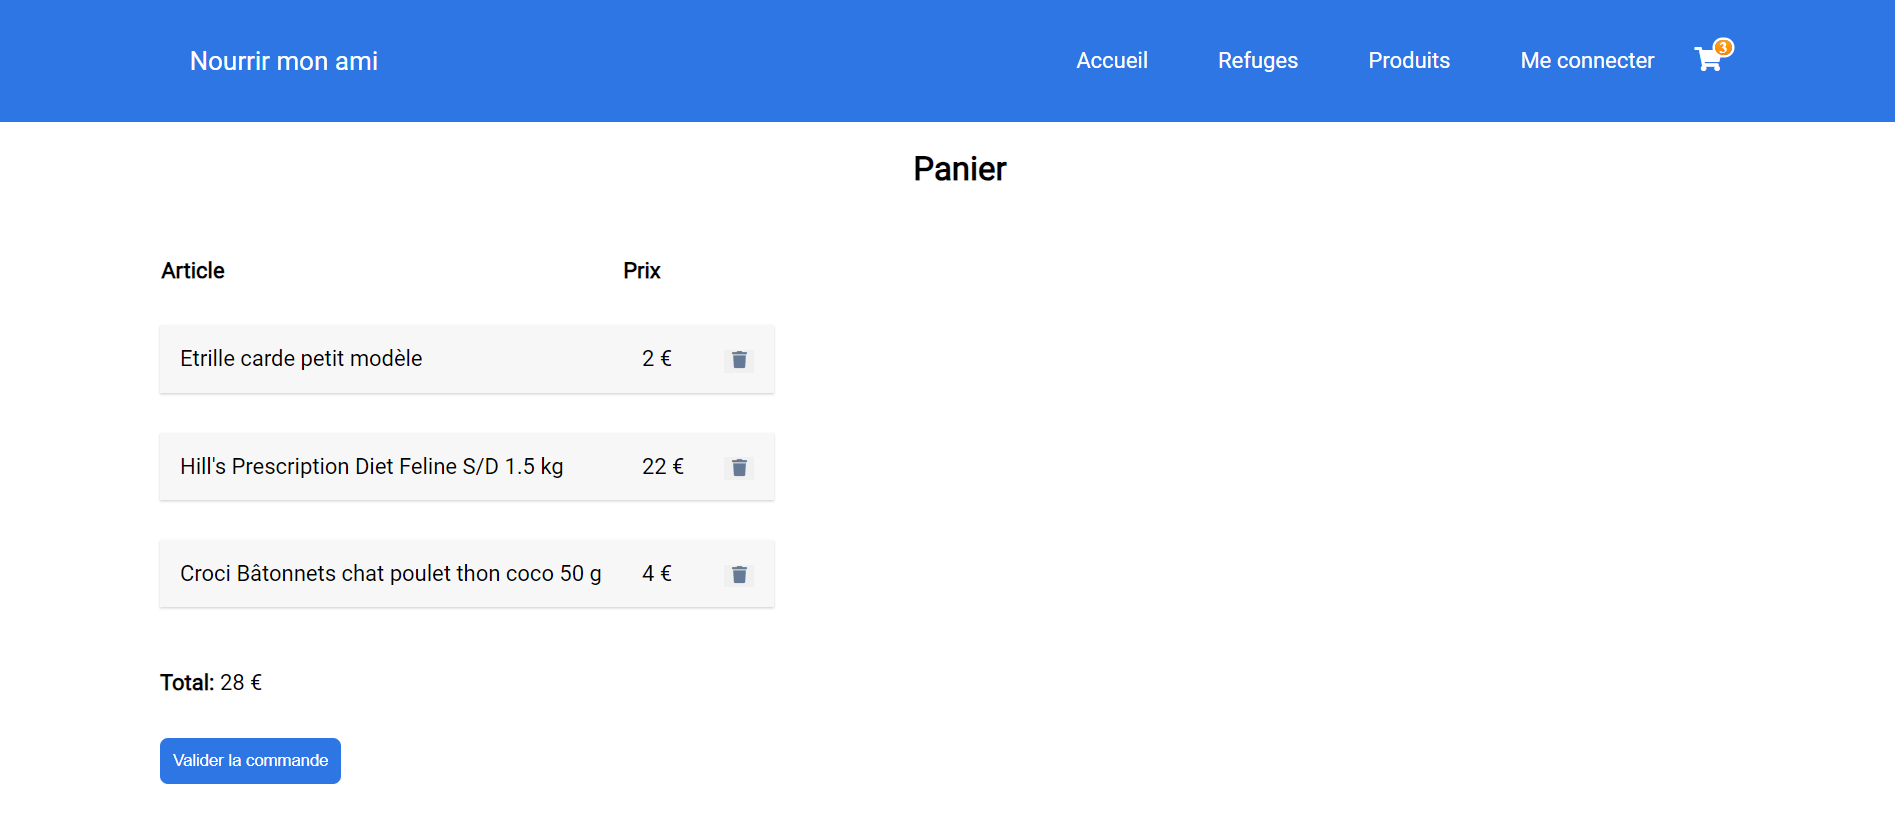 Nourrir mon ami
Accueil Refuges Produits Me connecter 3
Panier
Article Prix
Etrille carde petit modèle 2 €
Hill's Prescription Diet Feline S/D 1.5 kg 22 €
Croci Bâtonnets chat poulet thon coco 50 g 4 €
Total: 28 €
Valider la commande